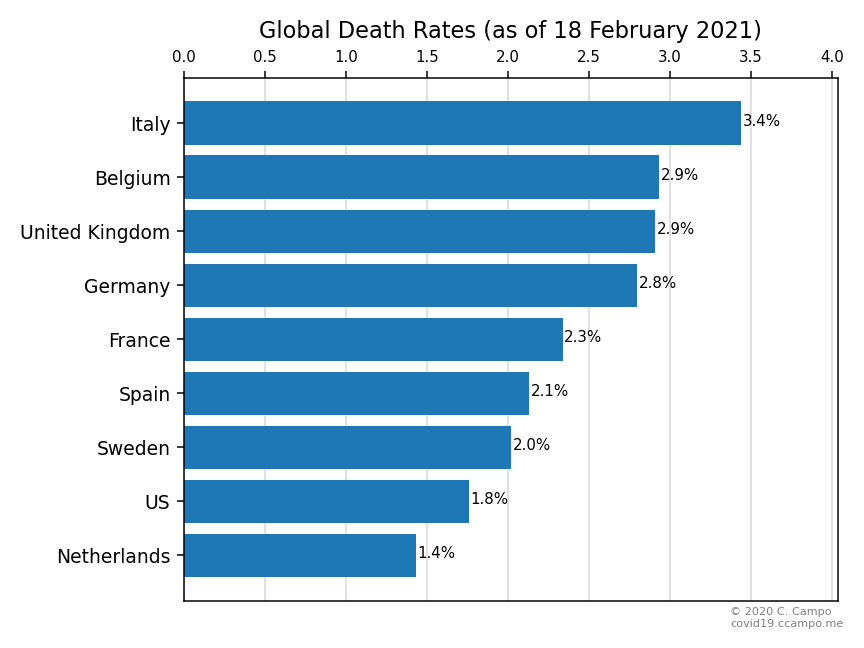 Global Death Rates (as of 18 February 2021)
0.0 0.5 1.0 1.5 2.0 2.5 3.0 3.5 4.0
Italy 3.4%
Belgium 2.9%
United Kingdom 2.9%
Germany 2.8%
France 2.3%
Spain 2.1%
Sweden 2.0%
US 1.8%
Netherlands 1.4%
© 2020 C. Campo
covid19.ccampo.me